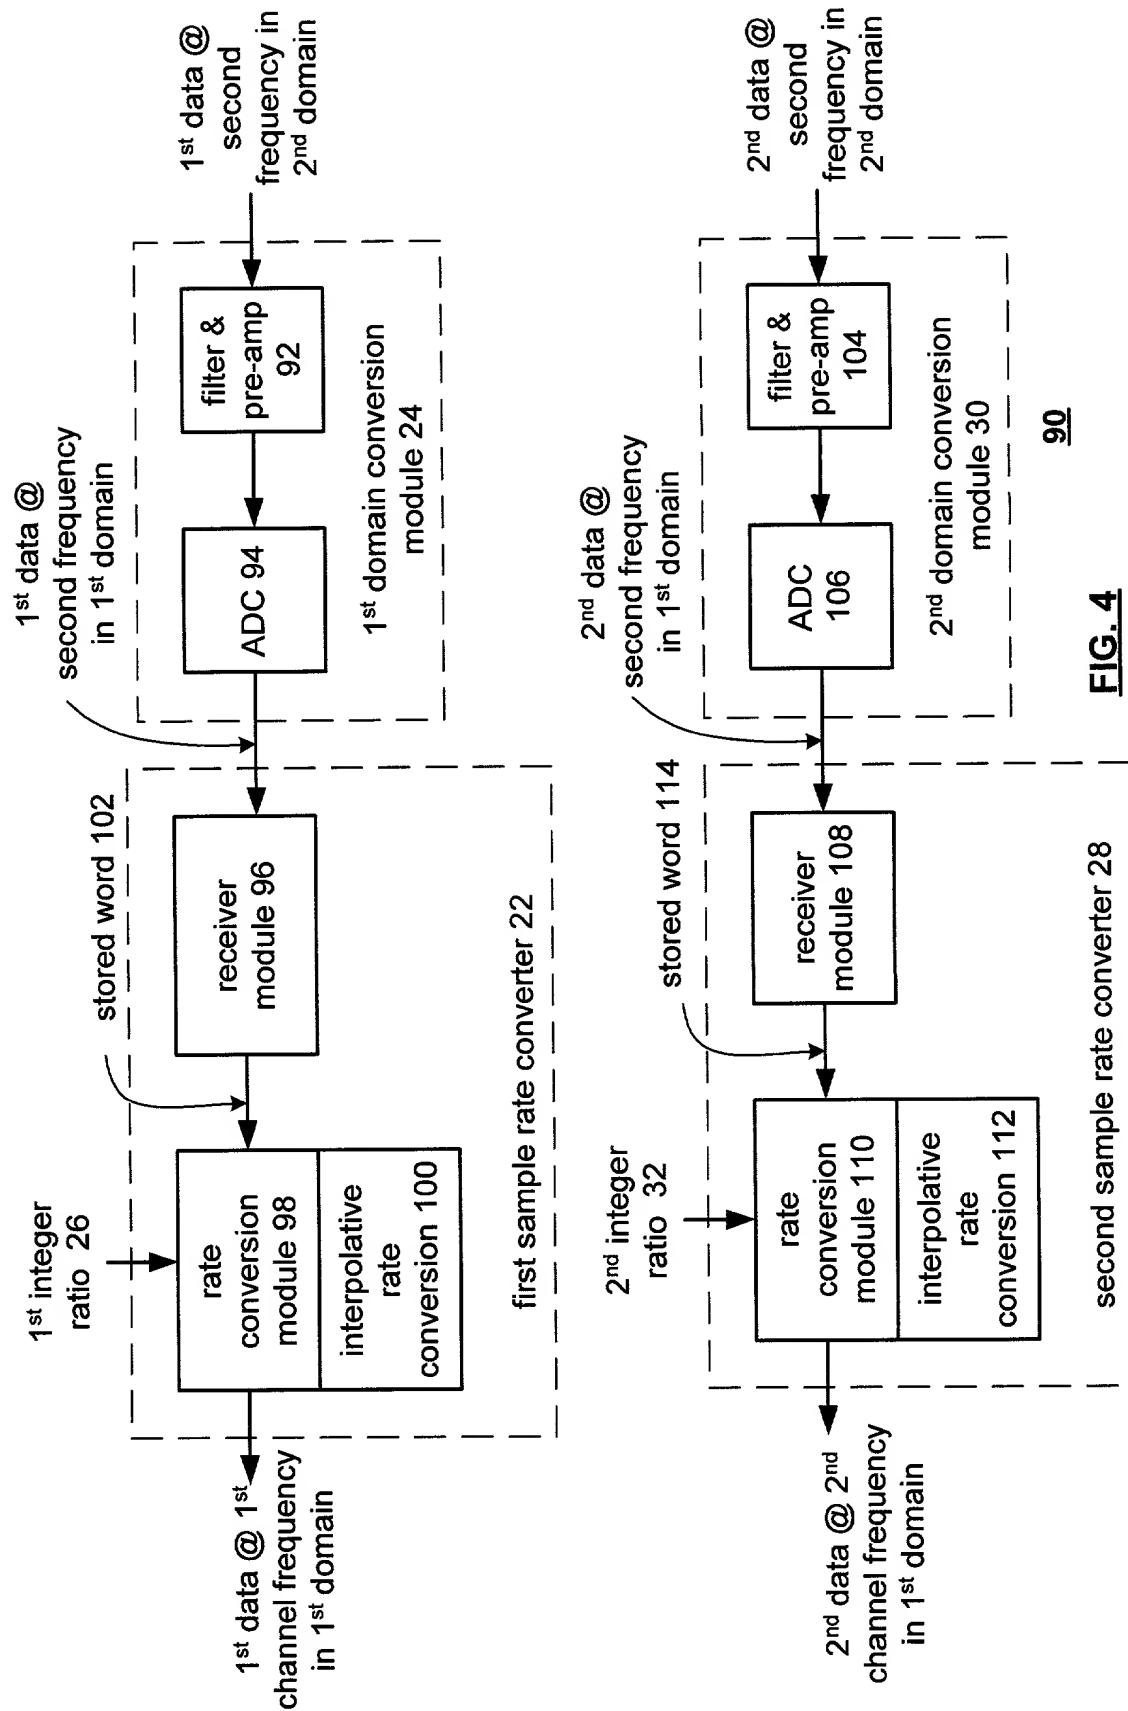 1st data @
second
frequency in
2nd domain
filter &
pre-amp
92
ADC 94
1st domain conversion
module 24
1st data @
second frequency
in 1st domain
stored word 102
receiver
module 96
1st integer
ratio 26
rate
conversion
module 98
interpolative
rate
conversion 100
first sample rate converter 22
1st data @ 1st
channel frequency
in 1st domain
2nd data @
second
frequency in
2nd domain
filter &
pre-amp
104
ADC
106
2nd domain conversion
module 30
2nd data @
second frequency
in 1st domain
stored word 114
receiver
module 108
2nd integer
ratio 32
rate
conversion
module 110
interpolative
rate
conversion 112
second sample rate converter 28
2nd data @ 2nd
channel frequency
in 1st domain
90
FIG. 4